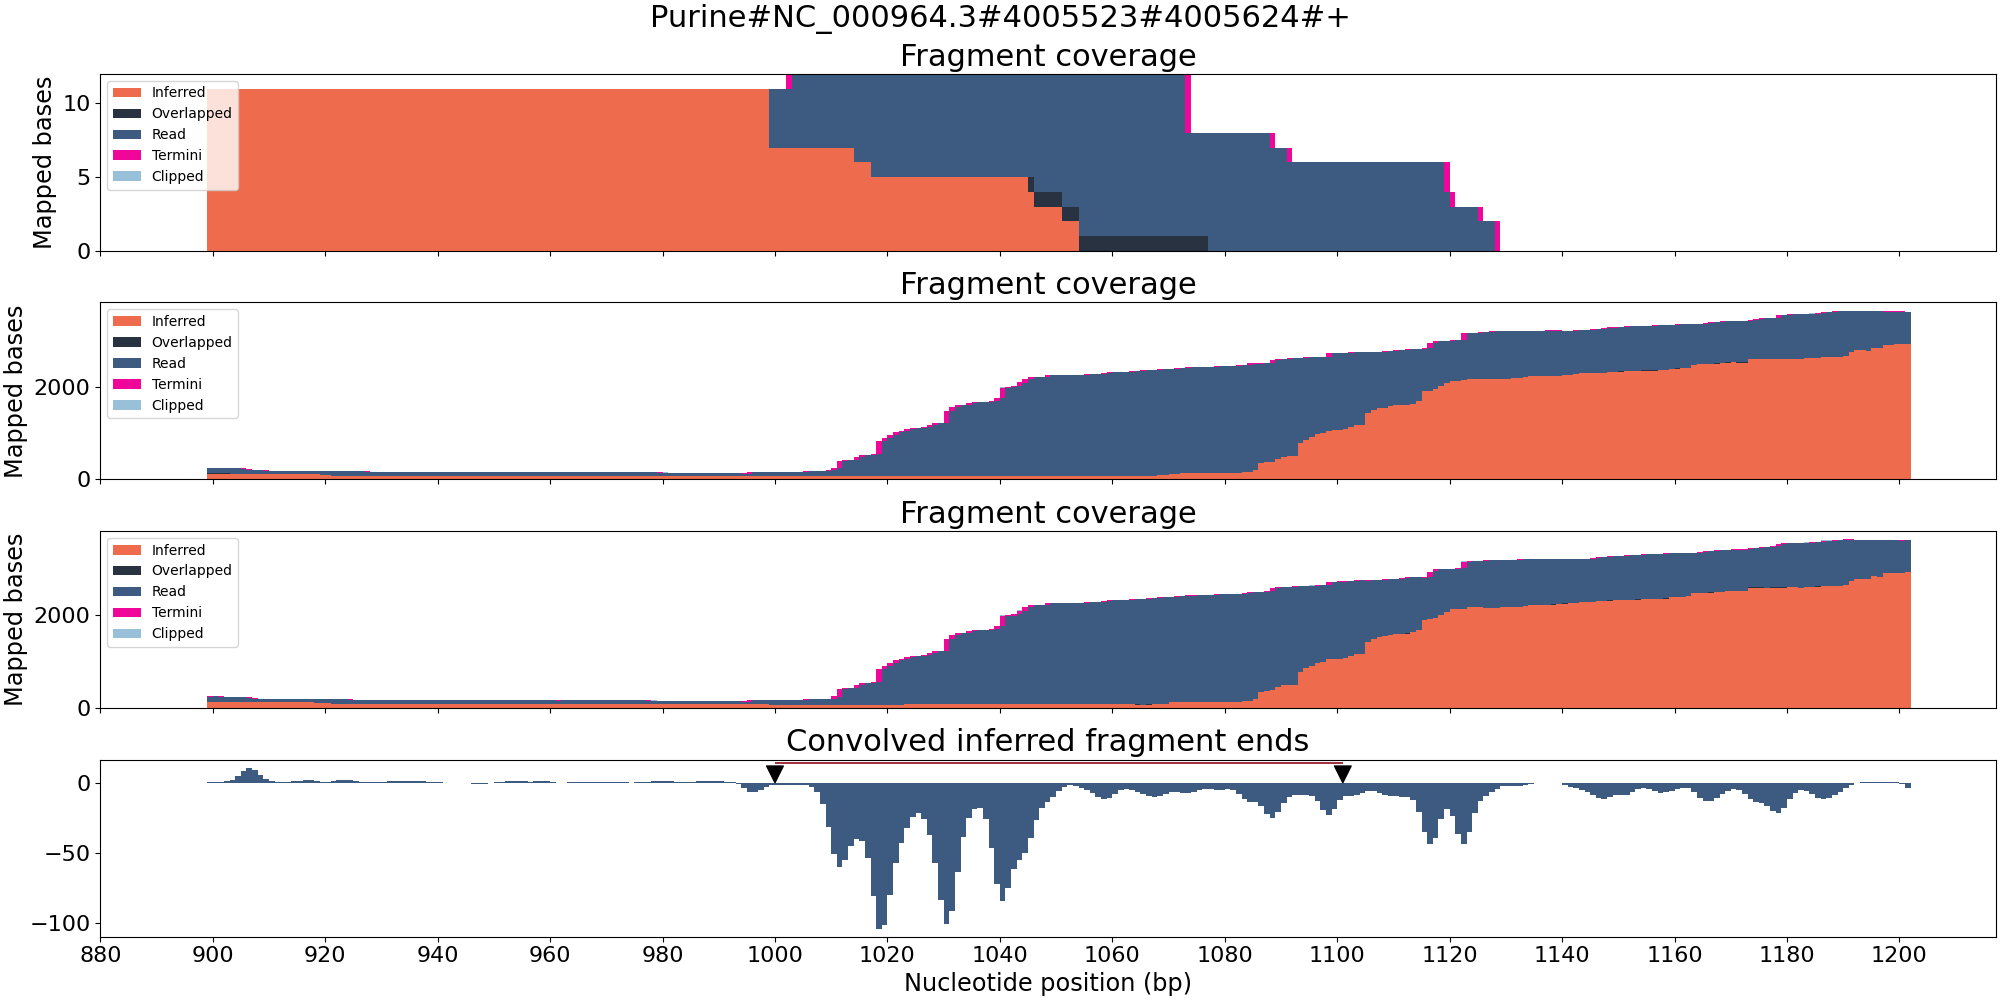 Purine#NC_000964.3#4005523#4005624#+
Fragment coverage
Mapped bases
10
5
0
Inferred
Overlapped
Read
Termini
Clipped
Fragment coverage
Mapped bases
2000
0
Inferred
Overlapped
Read
Termini
Clipped
Fragment coverage
Mapped bases
2000
0
Inferred
Overlapped
Read
Termini
Clipped
Convolved inferred fragment ends
0
−50
−100
880 900 920 940 960 980 1000 1020 1040 1060 1080 1100 1120 1140 1160 1180 1200
Nucleotide position (bp)